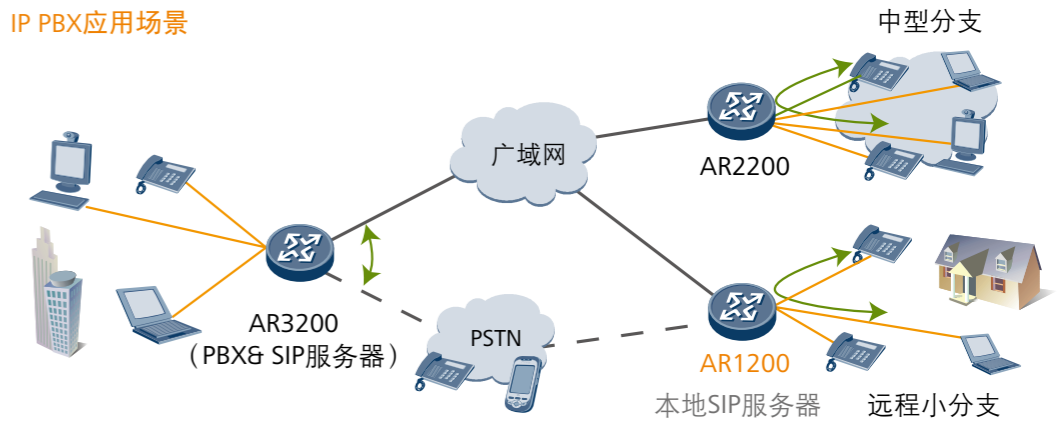 IP PBX应用场景
中型分支
广域网
AR2200
AR3200
（PBX& SIP服务器）
PSTN
AR1200
本地SIP服务器
远程小分支